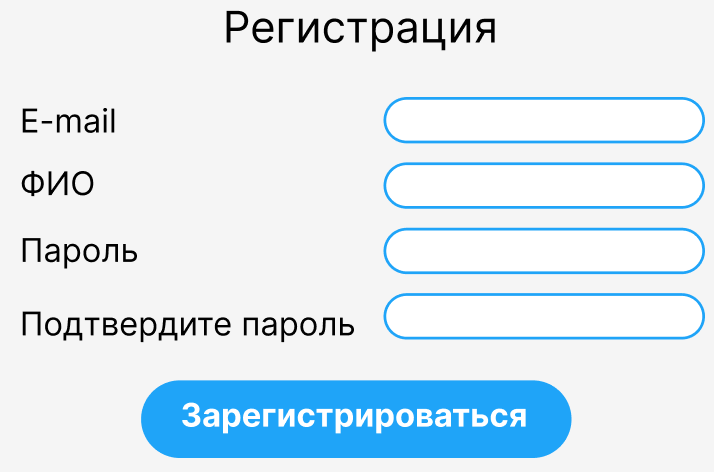 Регистрация
E-mail
ФИО
Пароль
Подтвердите пароль
Зарегистрироваться